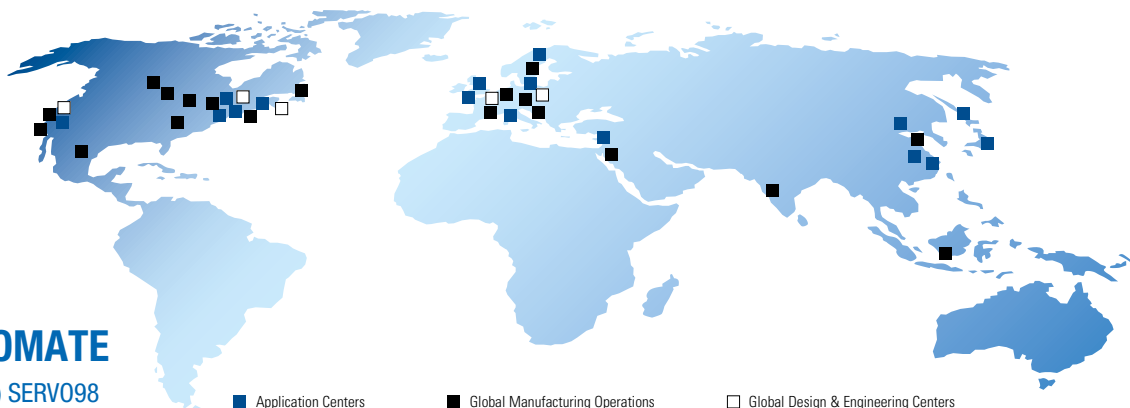 OMATE
SERVO98
Application Centers
Global Manufacturing Operations
Global Design & Engineering Centers